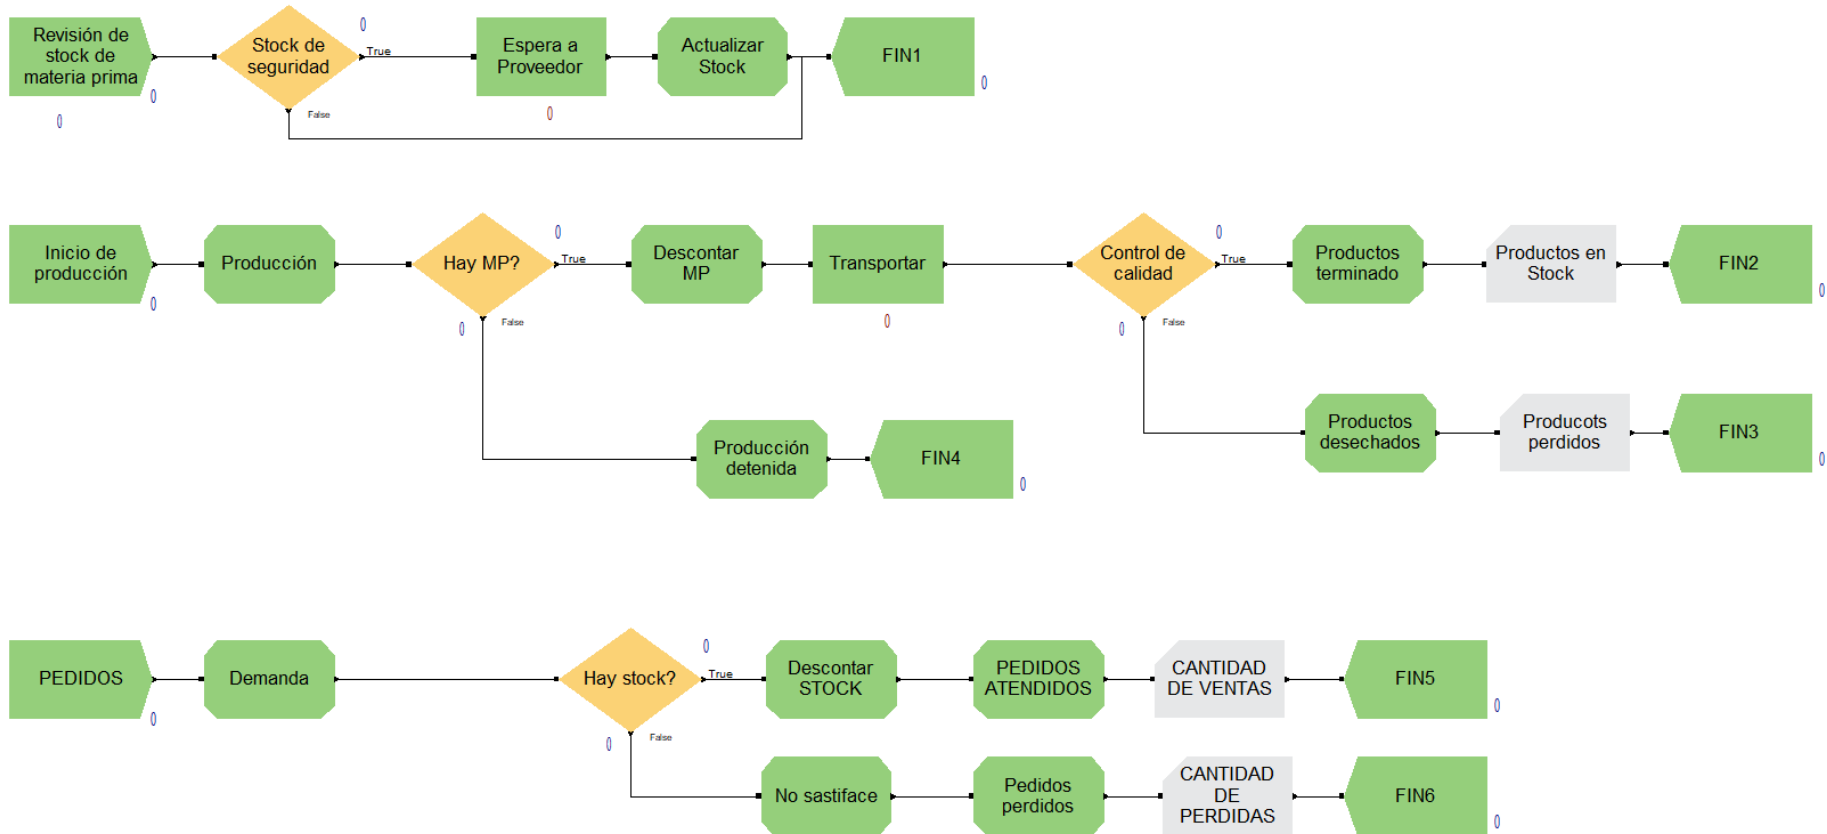 Revisión de
stock de
materia prima
0
0
Stock de
seguridad
0
True
False
Espera a
Proveedor
0
Actualizar
Stock
FIN1
0
Inicio de
producción
0
Producción
Hay MP?
0
True
0
False
Descontar
MP
Transportar
0
Control de
calidad
0
True
0
False
Productos
terminado
Productos en
Stock
FIN2
0
Productos
desechados
Producots
perdidos
FIN3
0
Producción
detenida
FIN4
0
PEDIDOS
0
Demanda
Hay stock?
0
True
0
False
Descontar
STOCK
PEDIDOS
ATENDIDOS
CANTIDAD
DE VENTAS
FIN5
0
No sastiface
Pedidos
perdidos
CANTIDAD
DE
PERDIDAS
FIN6
0